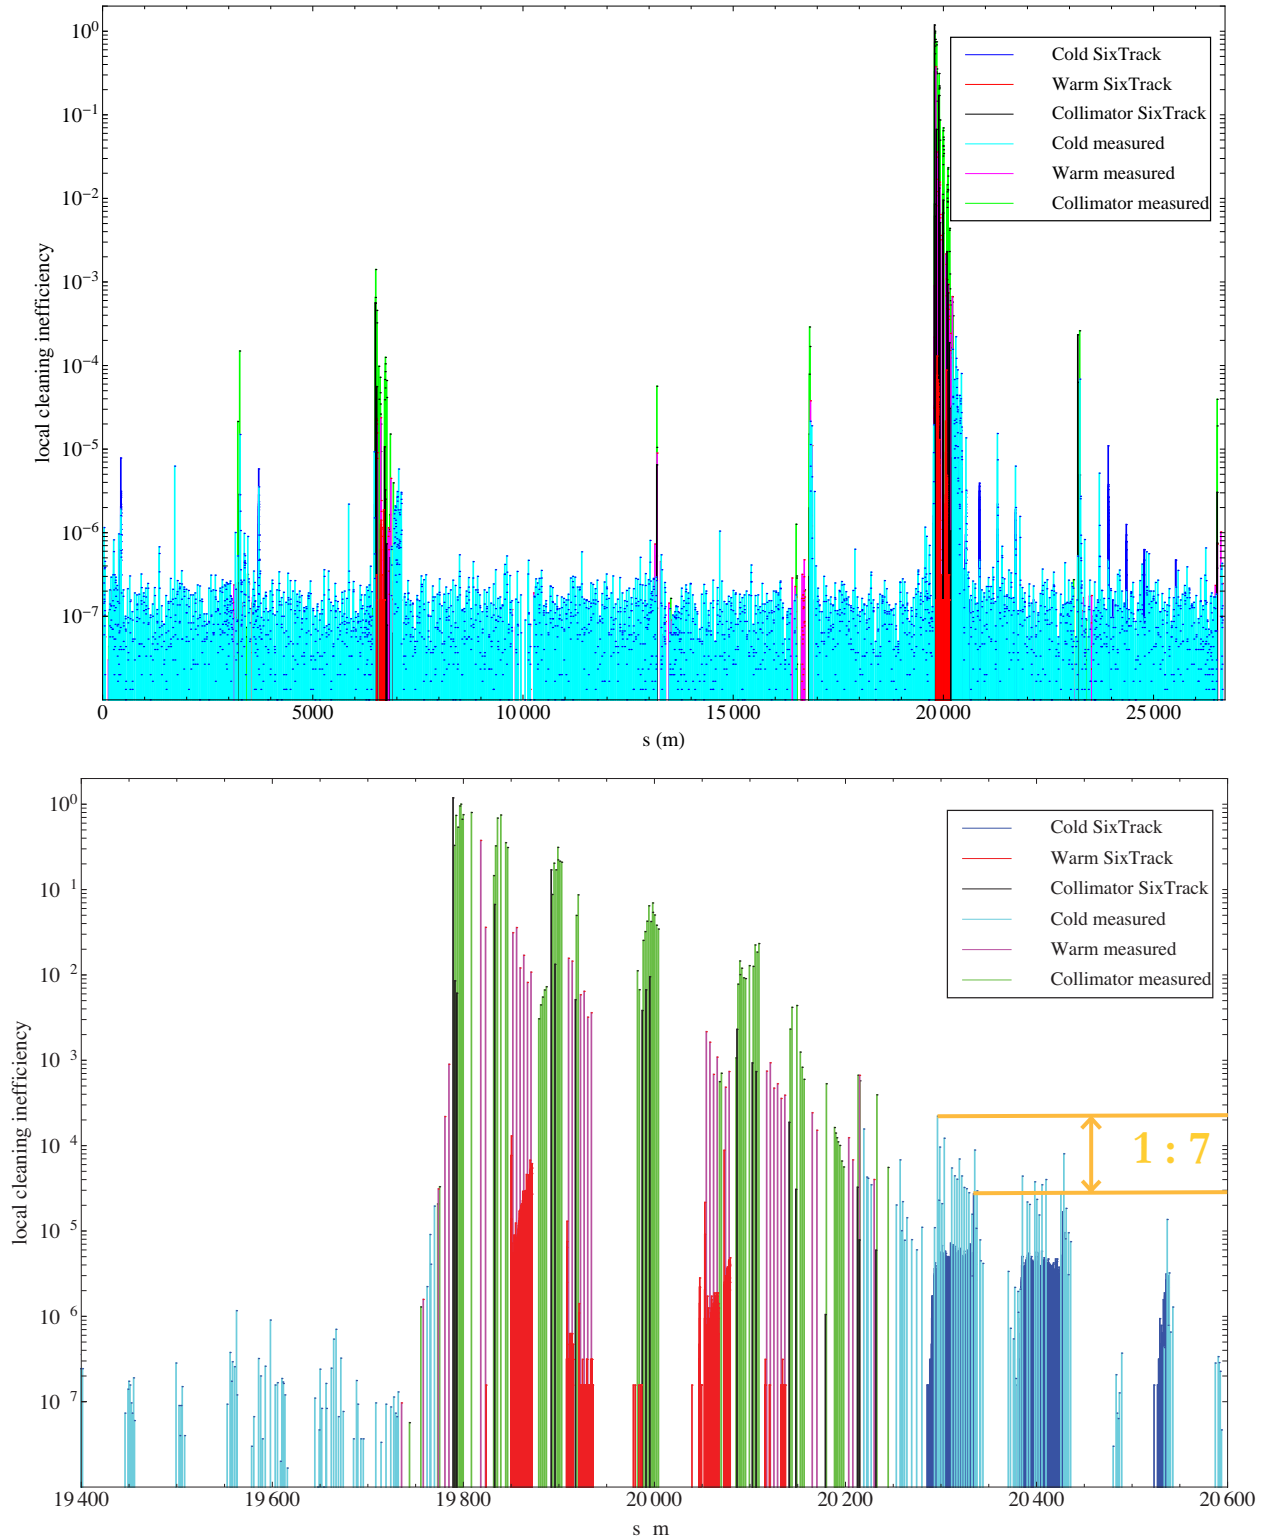 10^0
10^-1
10^-2
10^-3
10^-4
10^-5
10^-6
10^-7
local cleaning inefficiency
Cold SixTrack
Warm SixTrack
Collimator SixTrack
Cold measured
Warm measured
Collimator measured
0 5000 10 000 15 000 20 000 25 000
s (m)
10^0
10^1
10^2
10^3
10^4
10^5
10^6
10^7
local cleaning inefficiency
Cold SixTrack
Warm SixTrack
Collimator SixTrack
Cold measured
Warm measured
Collimator measured
1 : 7
19 400 19 600 19 800 20 000 20 200 20 400 20 600
s m